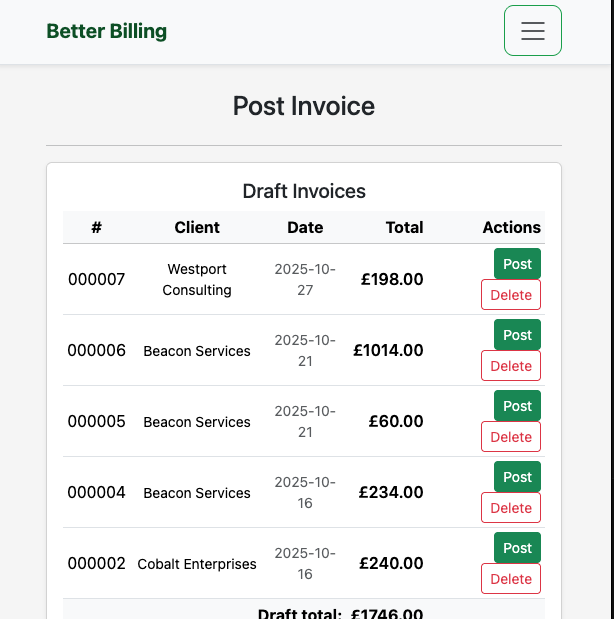 Better Billing
Post Invoice
Draft Invoices
# Client Date Total Actions
000007 Westport Consulting 2025-10-27 £198.00 Post Delete
000006 Beacon Services 2025-10-21 £1014.00 Post Delete
000005 Beacon Services 2025-10-21 £60.00 Post Delete
000004 Beacon Services 2025-10-16 £234.00 Post Delete
000002 Cobalt Enterprises 2025-10-16 £240.00 Post Delete
Draft total: £1746.00